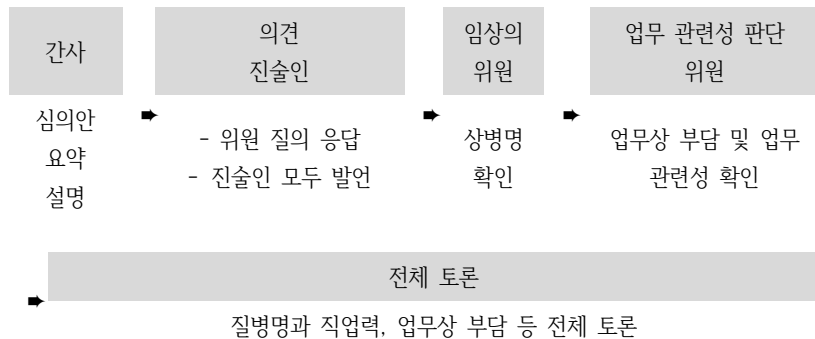 간사
심의안
요약
설명
➨
의견
진술인
- 위원 질의 응답
- 진술인 모두 발언
➨
임상의
위원
상병명
확인
➨
업무 관련성 판단
위원
업무상 부담 및 업무
관련성 확인
➨
전체 토론
질병명과 직업력, 업무상 부담 등 전체 토론